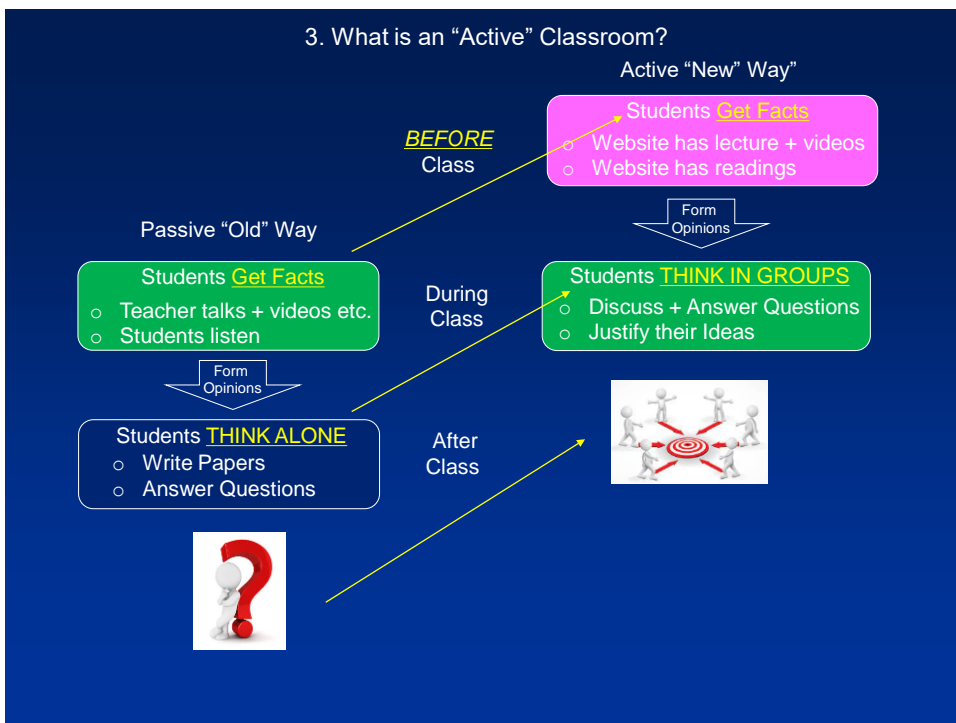 3. What is an “Active” Classroom?
Active “New” Way”
Students Get Facts
o Website has lecture + videos
o Website has readings
BEFORE
Class
Form
Opinions
Passive “Old” Way
Students Get Facts
o Teacher talks + videos etc.
o Students listen
During
Class
Students THINK IN GROUPS
o Discuss + Answer Questions
o Justify their Ideas
Form
Opinions
Students THINK ALONE
o Write Papers
o Answer Questions
After
Class
?